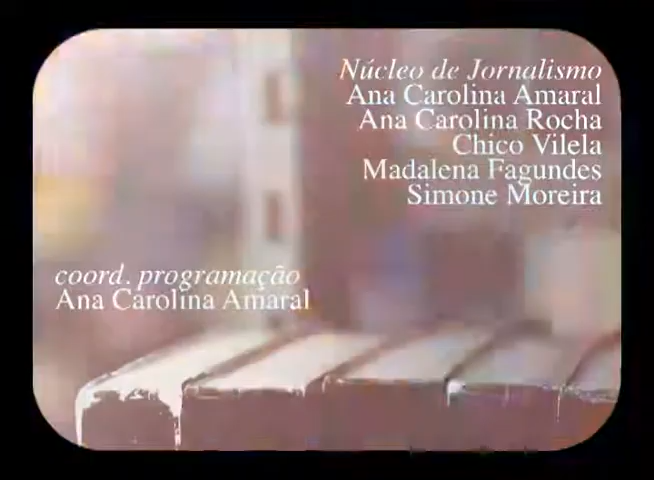 Núcleo de Jornalismo
Ana Carolina Amaral
Ana Carolina Rocha
Chico Vilela
Madalena Fagundes
Simone Moreira
coord. programação
Ana Carolina Amaral